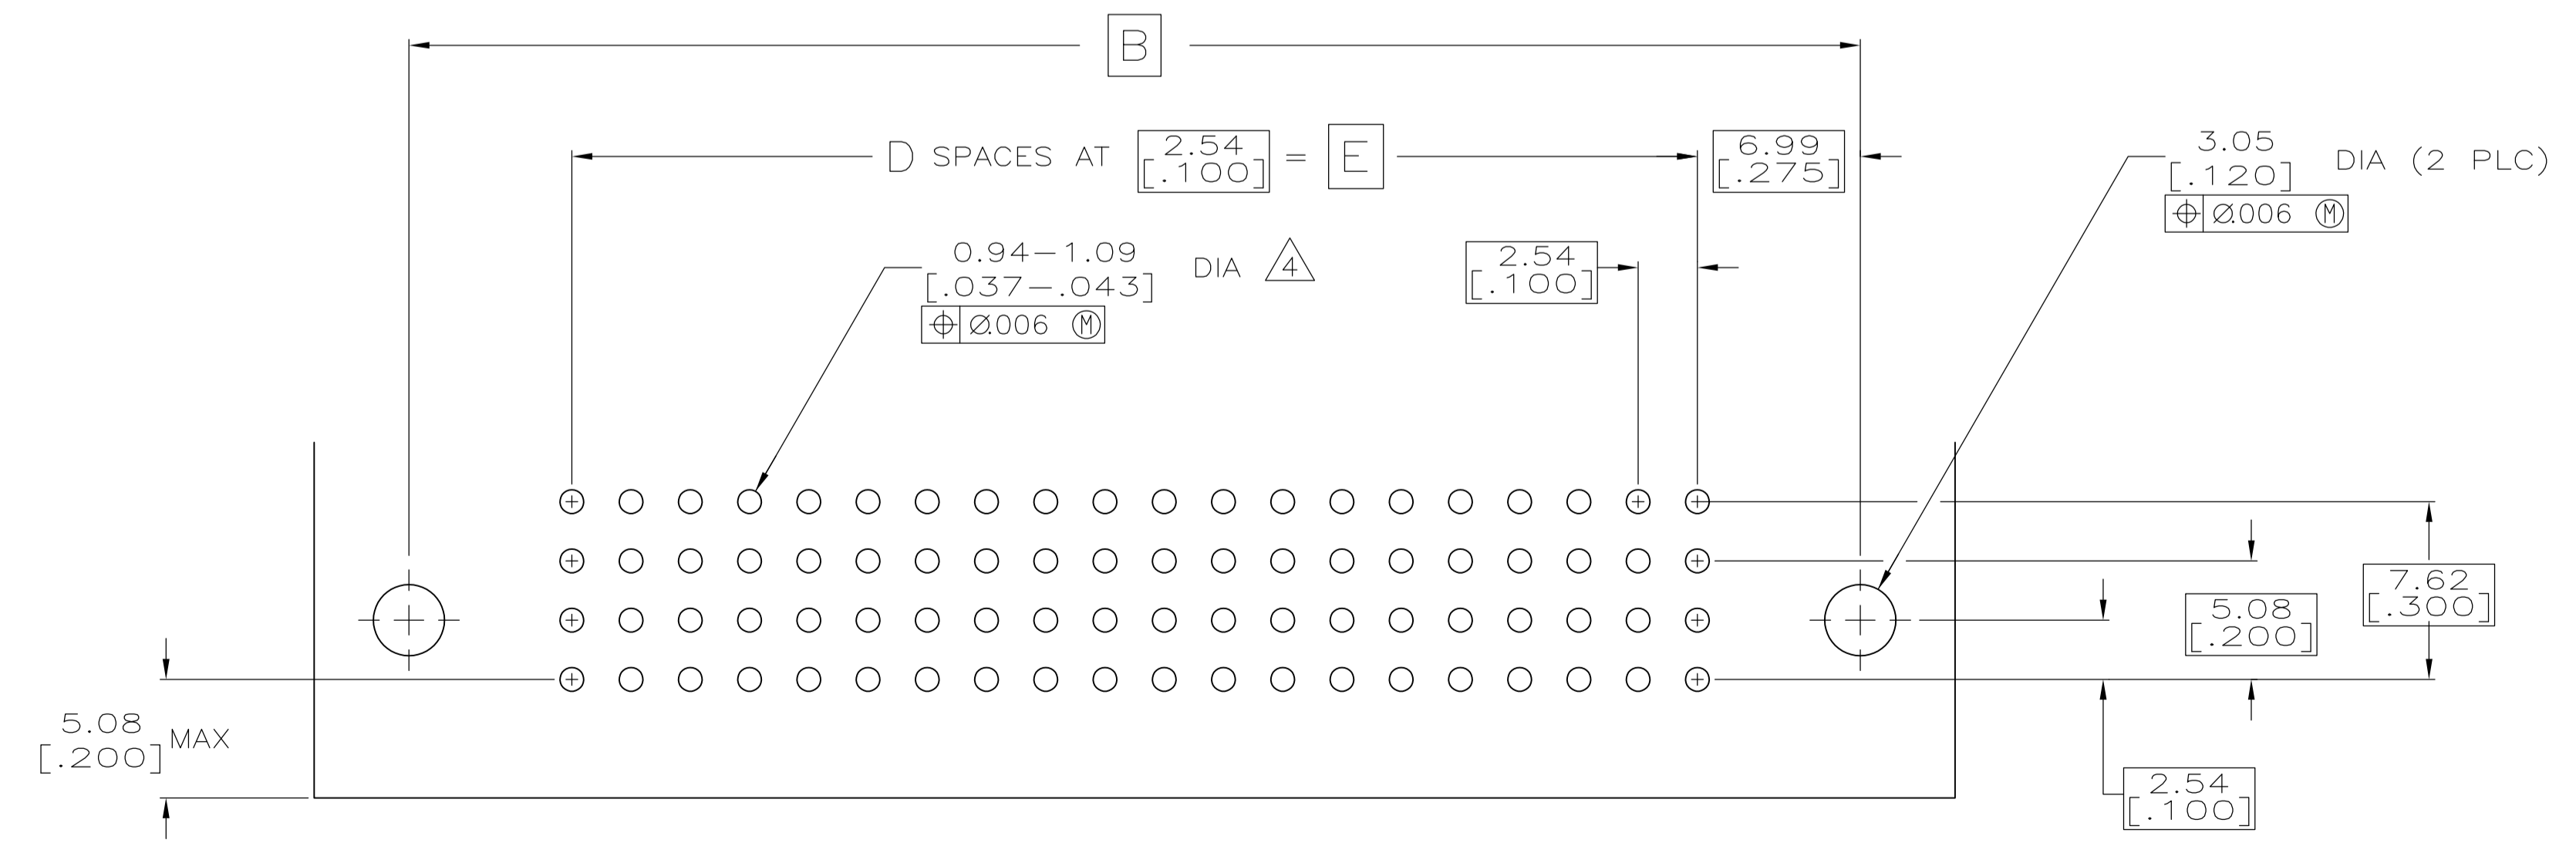 B
D SPACES AT 2.54 [.100] = E
6.99
[.275]
3.05
[.120]
DIA (2 PLC)
⌖ Ø.006 Ⓜ
0.94-1.09
[.037-.043]
DIA 4
⌖ Ø.006 Ⓜ
2.54
[.100]
7.62
[.300]
5.08
[.200]
5.08
[.200]
MAX
2.54
[.100]